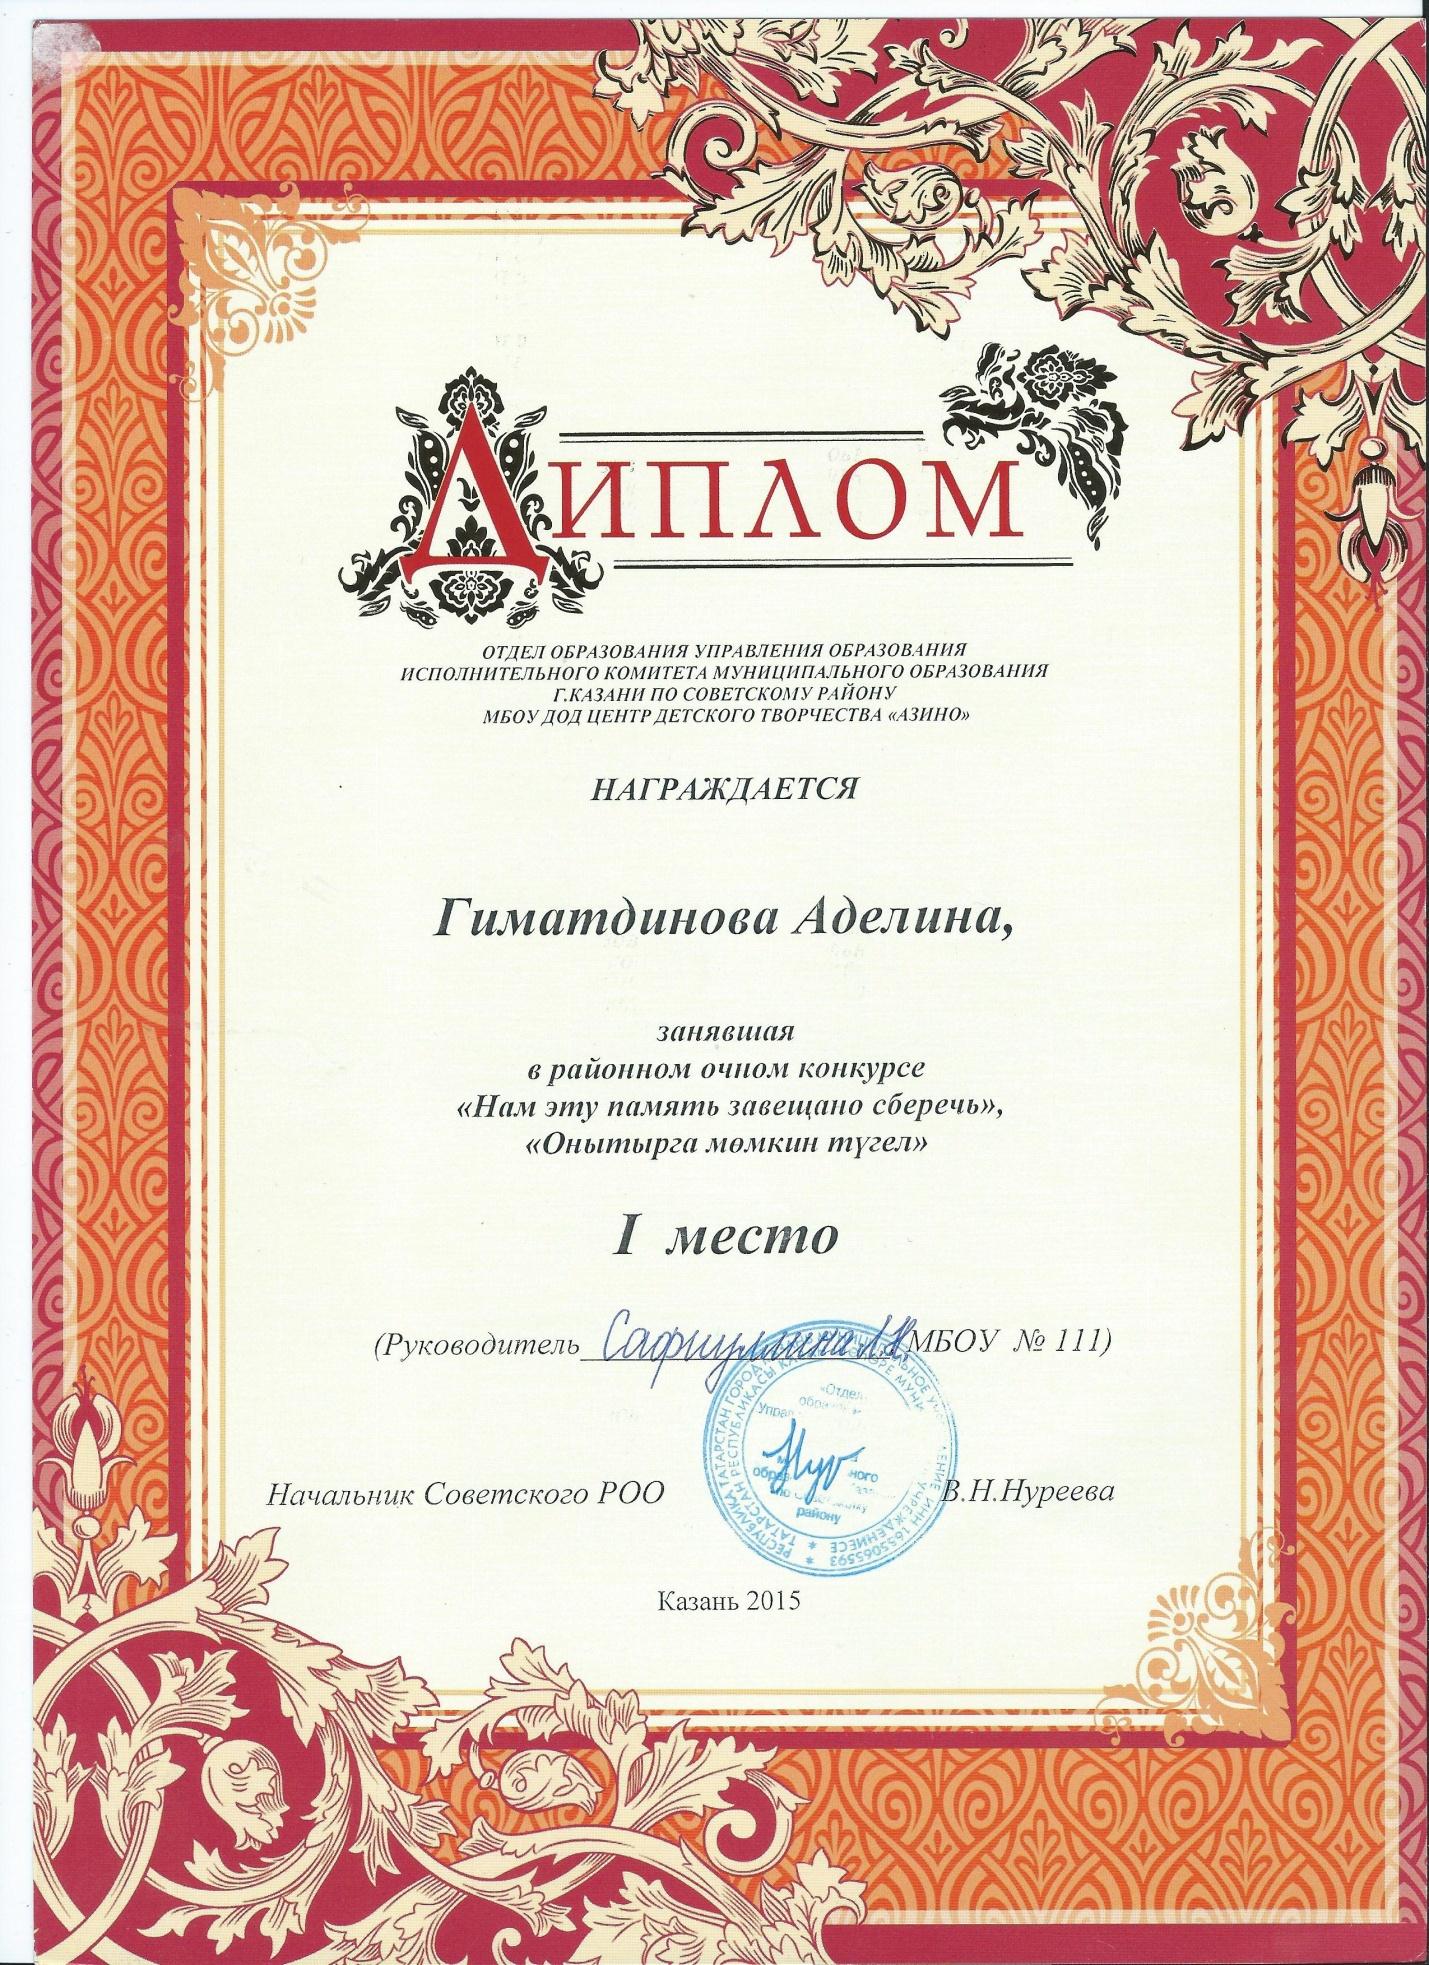 ДИПЛОМ
ОТДЕЛ ОБРАЗОВАНИЯ УПРАВЛЕНИЯ ОБРАЗОВАНИЯ
ИСПОЛНИТЕЛЬНОГО КОМИТЕТА МУНИЦИПАЛЬНОГО ОБРАЗОВАНИЯ
Г.КАЗАНИ ПО СОВЕТСКОМУ РАЙОНУ
МБОУ ДОД ЦЕНТР ДЕТСКОГО ТВОРЧЕСТВА «АЗИНО»
НАГРАЖДАЕТСЯ
Гиматдинова Аделина,
занявшая
в районном очном конкурсе
«Нам эту память завещано сберечь»,
«Онытырга мөмкин түгел»
I место
(Руководитель Сафиуллина МБОУ № 111)
Начальник Советского РОО В.Н.Нуреева
району
Казань 2015